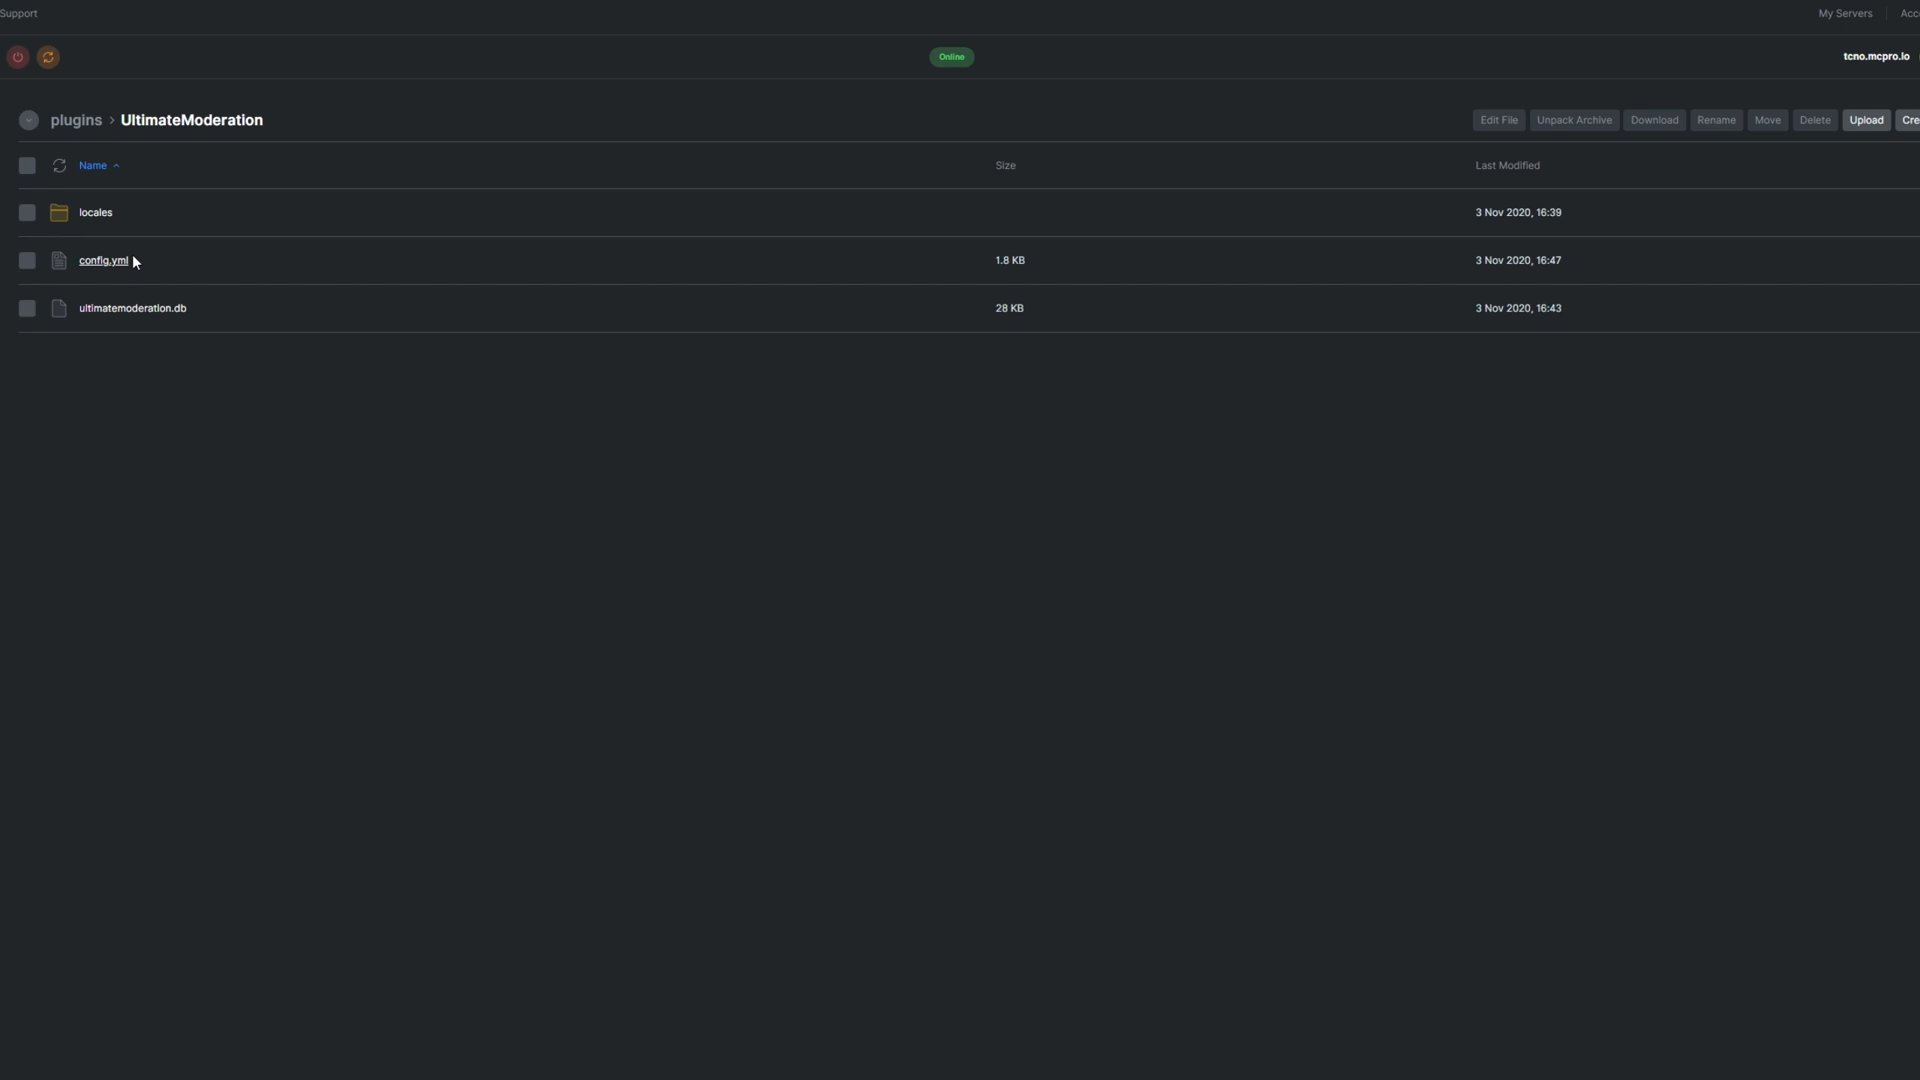 Support
My Servers
Online
tcno.mcpro.io
plugins > UltimateModeration
Edit File
Unpack Archive
Download
Rename
Move
Delete
Upload
Name
Size
Last Modified
locales
3 Nov 2020, 16:39
config.yml
1.8 KB
3 Nov 2020, 16:47
ultimatemoderation.db
28 KB
3 Nov 2020, 16:43